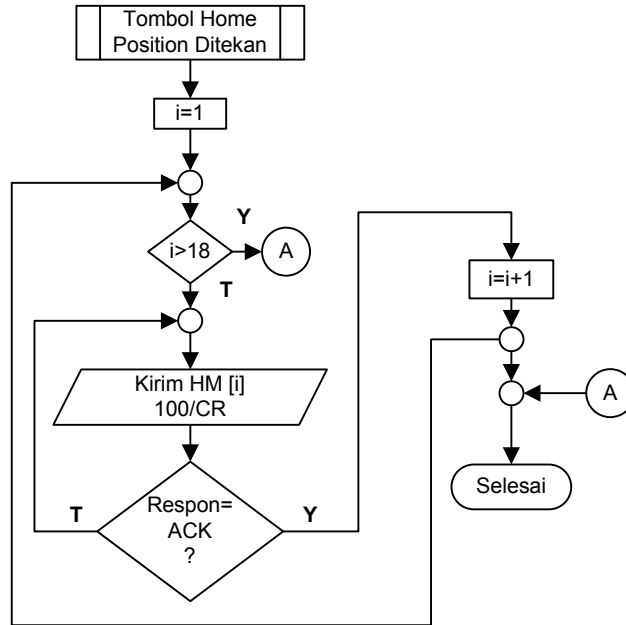 Tombol Home
Position Ditekan
i=1
Y
i>18
A
T
Kirim HM [i]
100/CR
T
Respon=
ACK
?
Y
i=i+1
A
Selesai